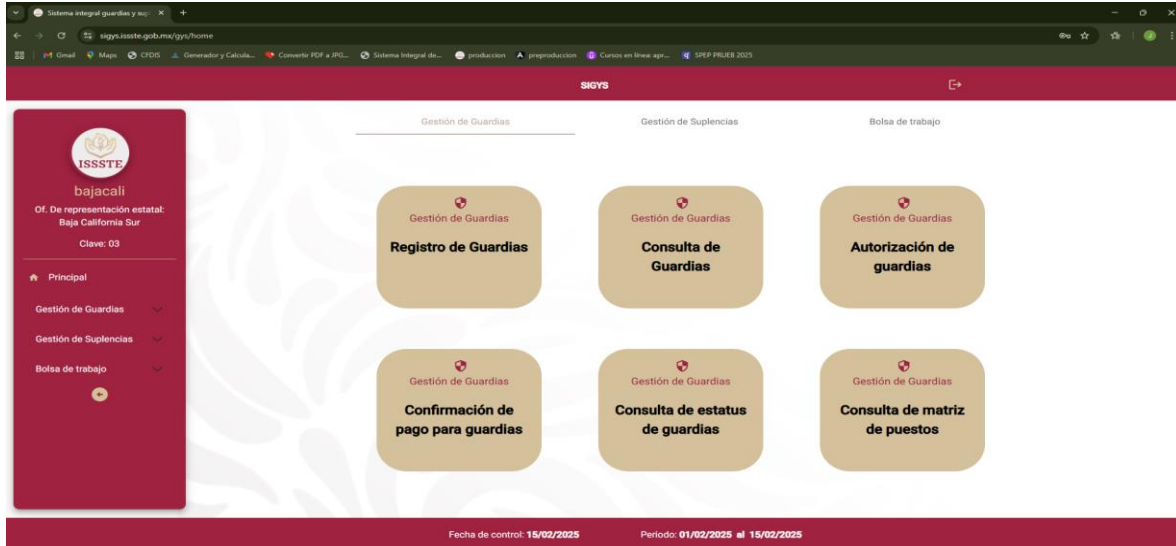 Sistema integral guardias y sup
sigys.issste.gob.mx/gys/home
Gmail Maps CFDIS Generador y Calcula... Convertir PDF a JPG... Sistema Integral de... produccion preproduccion Cursos en línea: apr... SPEP PRUEB 2025
SIGYS
ISSSTE
bajacali
Of. De representación estatal:
Baja California Sur
Clave: 03
Principal
Gestión de Guardias
Gestión de Suplencias
Bolsa de trabajo
Gestión de Guardias Gestión de Suplencias Bolsa de trabajo
Gestión de Guardias
Registro de Guardias
Gestión de Guardias
Consulta de
Guardias
Gestión de Guardias
Autorización de
guardias
Gestión de Guardias
Confirmación de
pago para guardias
Gestión de Guardias
Consulta de estatus
de guardias
Gestión de Guardias
Consulta de matriz
de puestos
Fecha de control: 15/02/2025 Periodo: 01/02/2025 al 15/02/2025